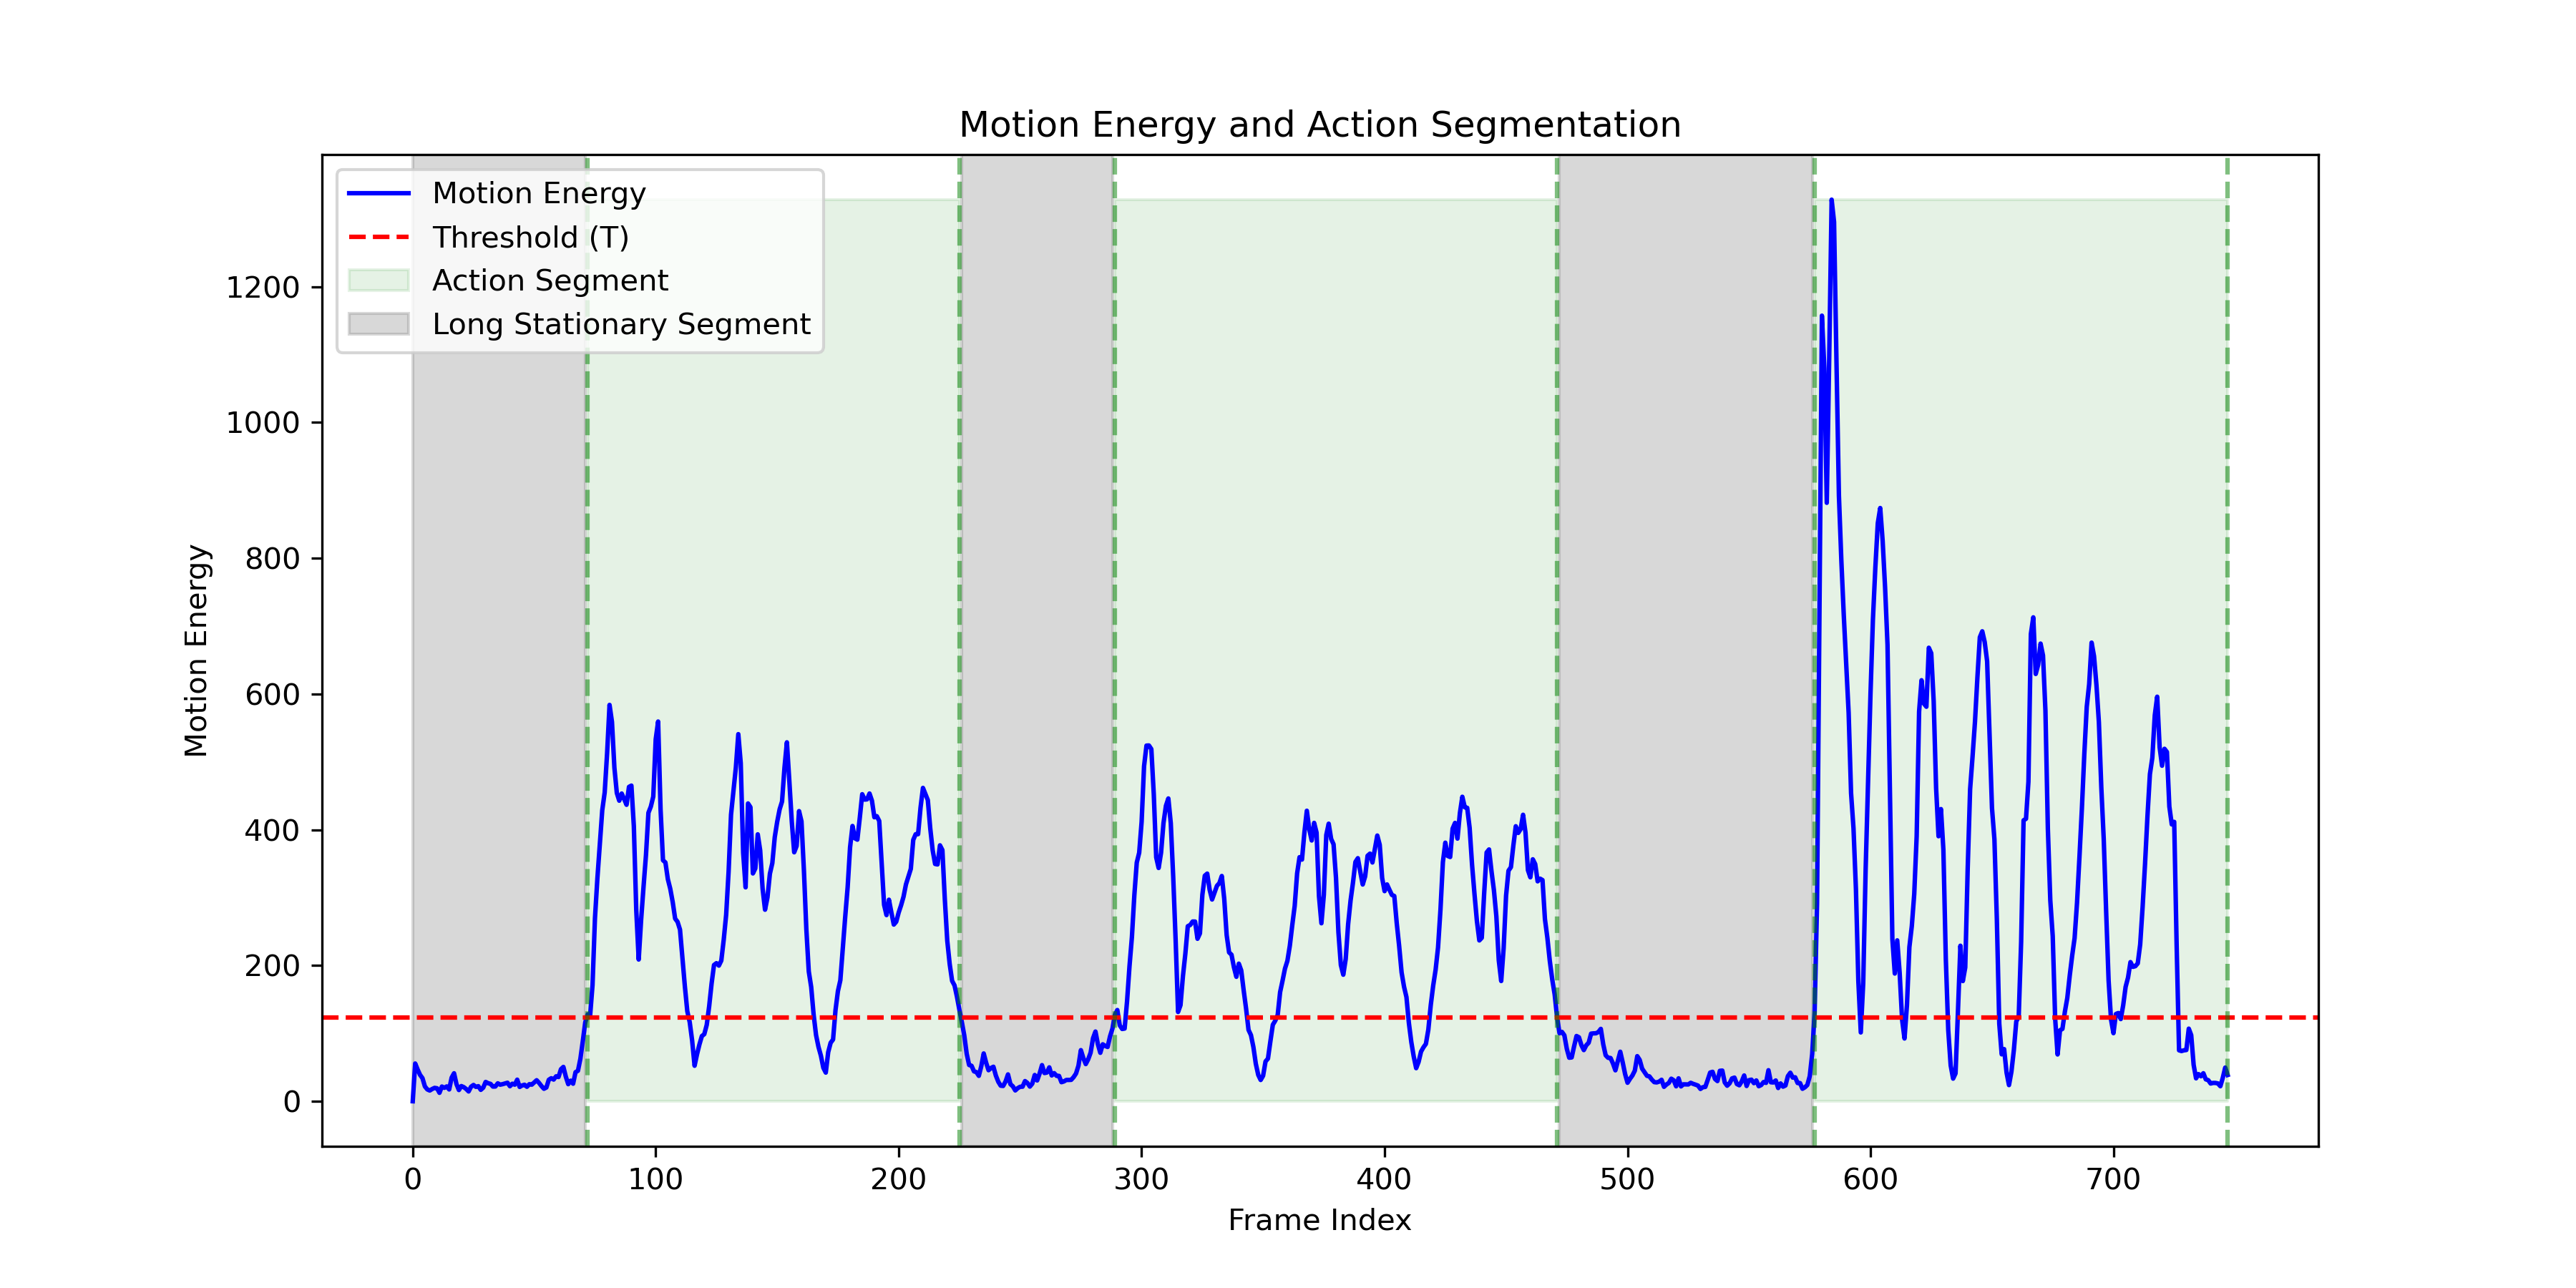 Motion Energy and Action Segmentation
Motion Energy
Threshold (T)
Action Segment
Long Stationary Segment
Motion Energy
1200
1000
800
600
400
200
0
0 100 200 300 400 500 600 700
Frame Index